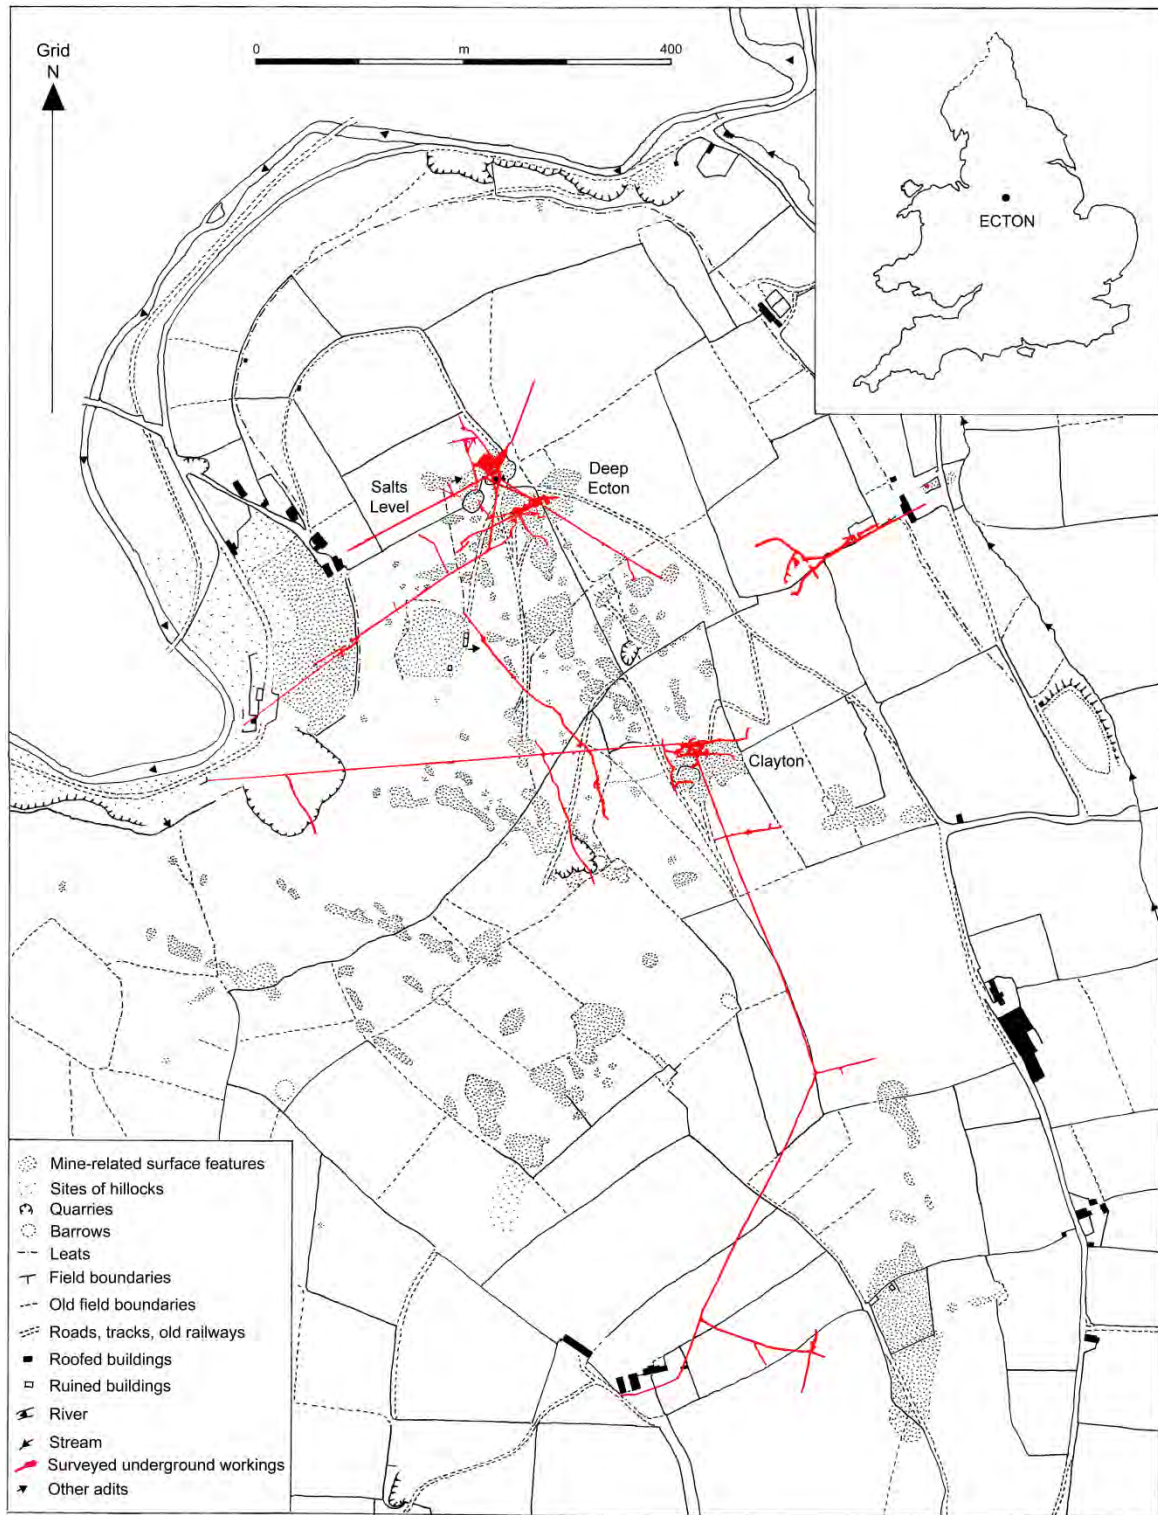 Grid
N
0 m 400
ECTON
Deep
Ecton
Salts
Level
Clayton
Mine-related surface features
Sites of hillocks
Quarries
Barrows
Leats
Field boundaries
Old field boundaries
Roads, tracks, old railways
Roofed buildings
Ruined buildings
River
Stream
Surveyed underground workings
Other adits